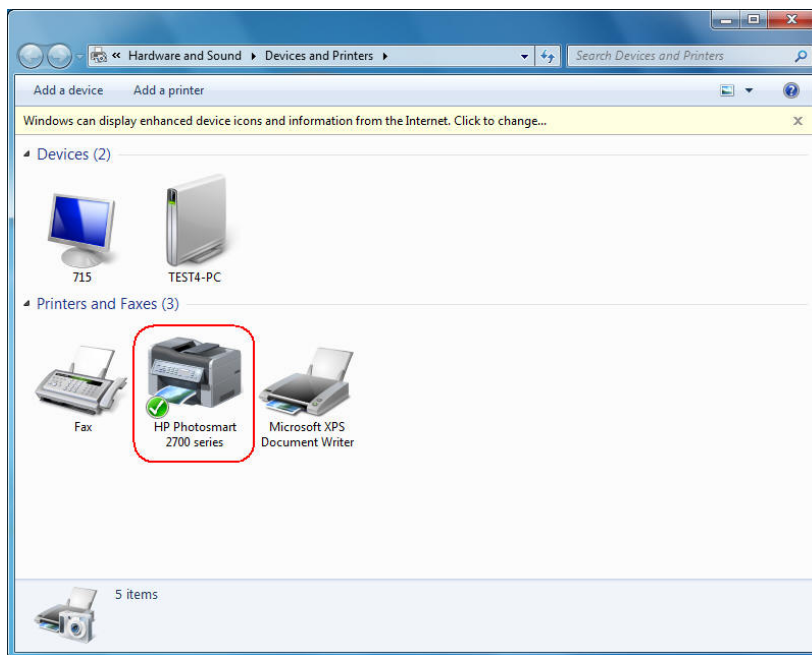 « Hardware and Sound ▸ Devices and Printers ▸
Search Devices and Printers
Add a device Add a printer
Windows can display enhanced device icons and information from the Internet. Click to change...
Devices (2)
715
TEST4-PC
Printers and Faxes (3)
Fax
HP Photosmart
2700 series
Microsoft XPS
Document Writer
5 items